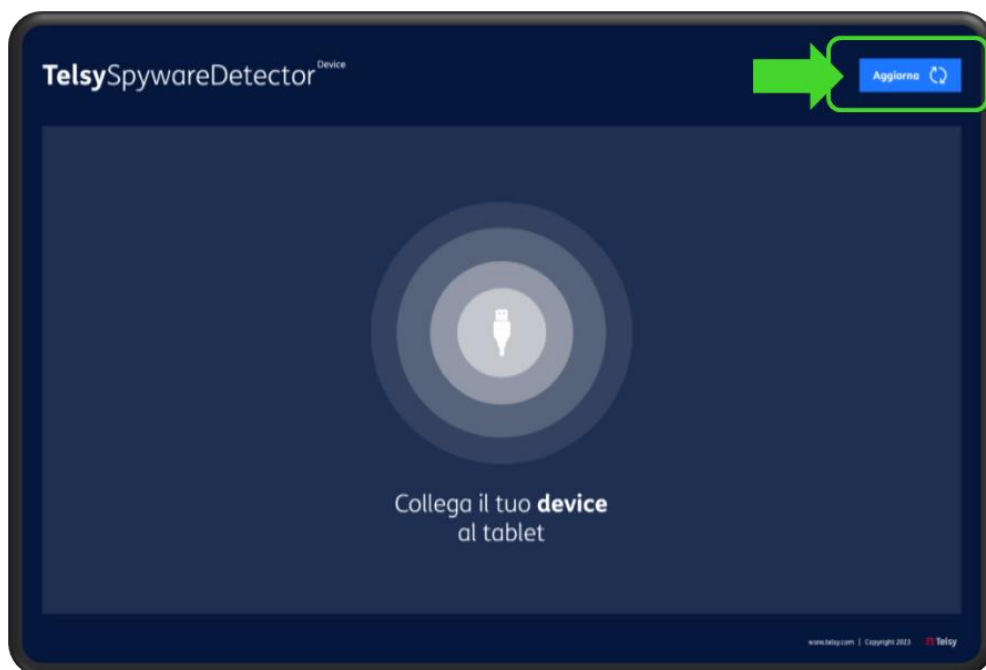 TelsySpywareDetector Device
Aggiorna
Collega il tuo device
al tablet
www.telsy.com | Copyright 2023 Telsy